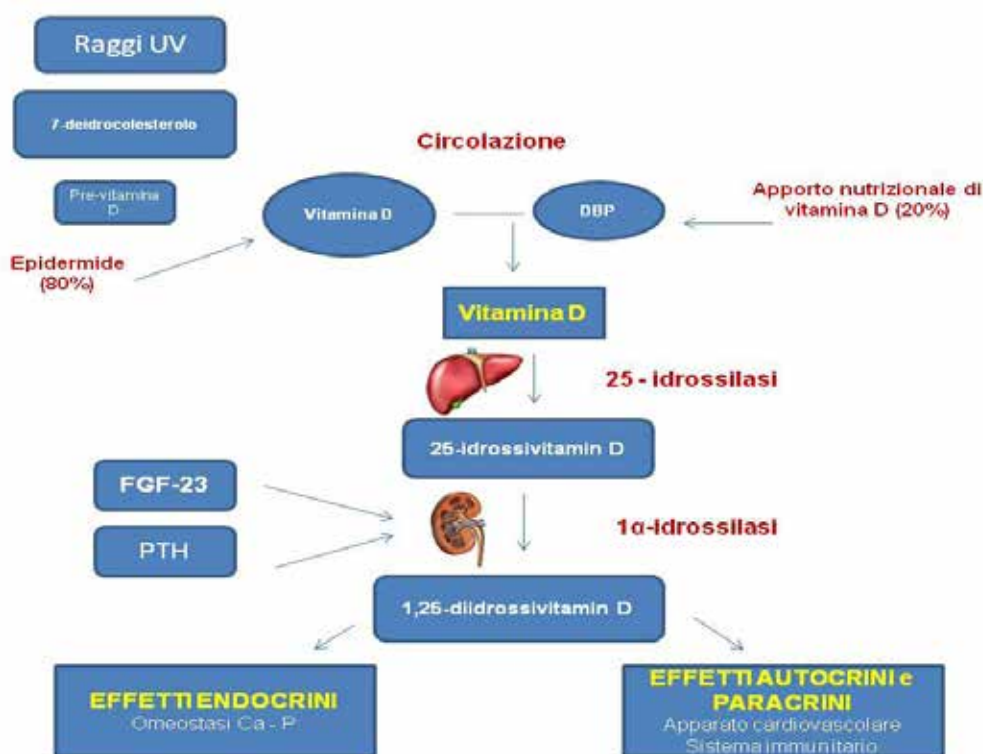 Raggi UV
7-deidrocolesterolo
Pre-vitamina
D
Epidermide
(80%)
Circolazione
Vitamina D
DBP
Apporto nutrizionale di
vitamina D (20%)
Vitamina D
25 - idrossilasi
25-idrossivitamin D
FGF-23
PTH
1α-idrossilasi
1,25-diidrossivitamin D
EFFETTI ENDOCRINI
Omeostasi Ca - P
EFFETTI AUTOCRINI e
PARACRINI
Apparato cardiovascolare
Sistema immunitario